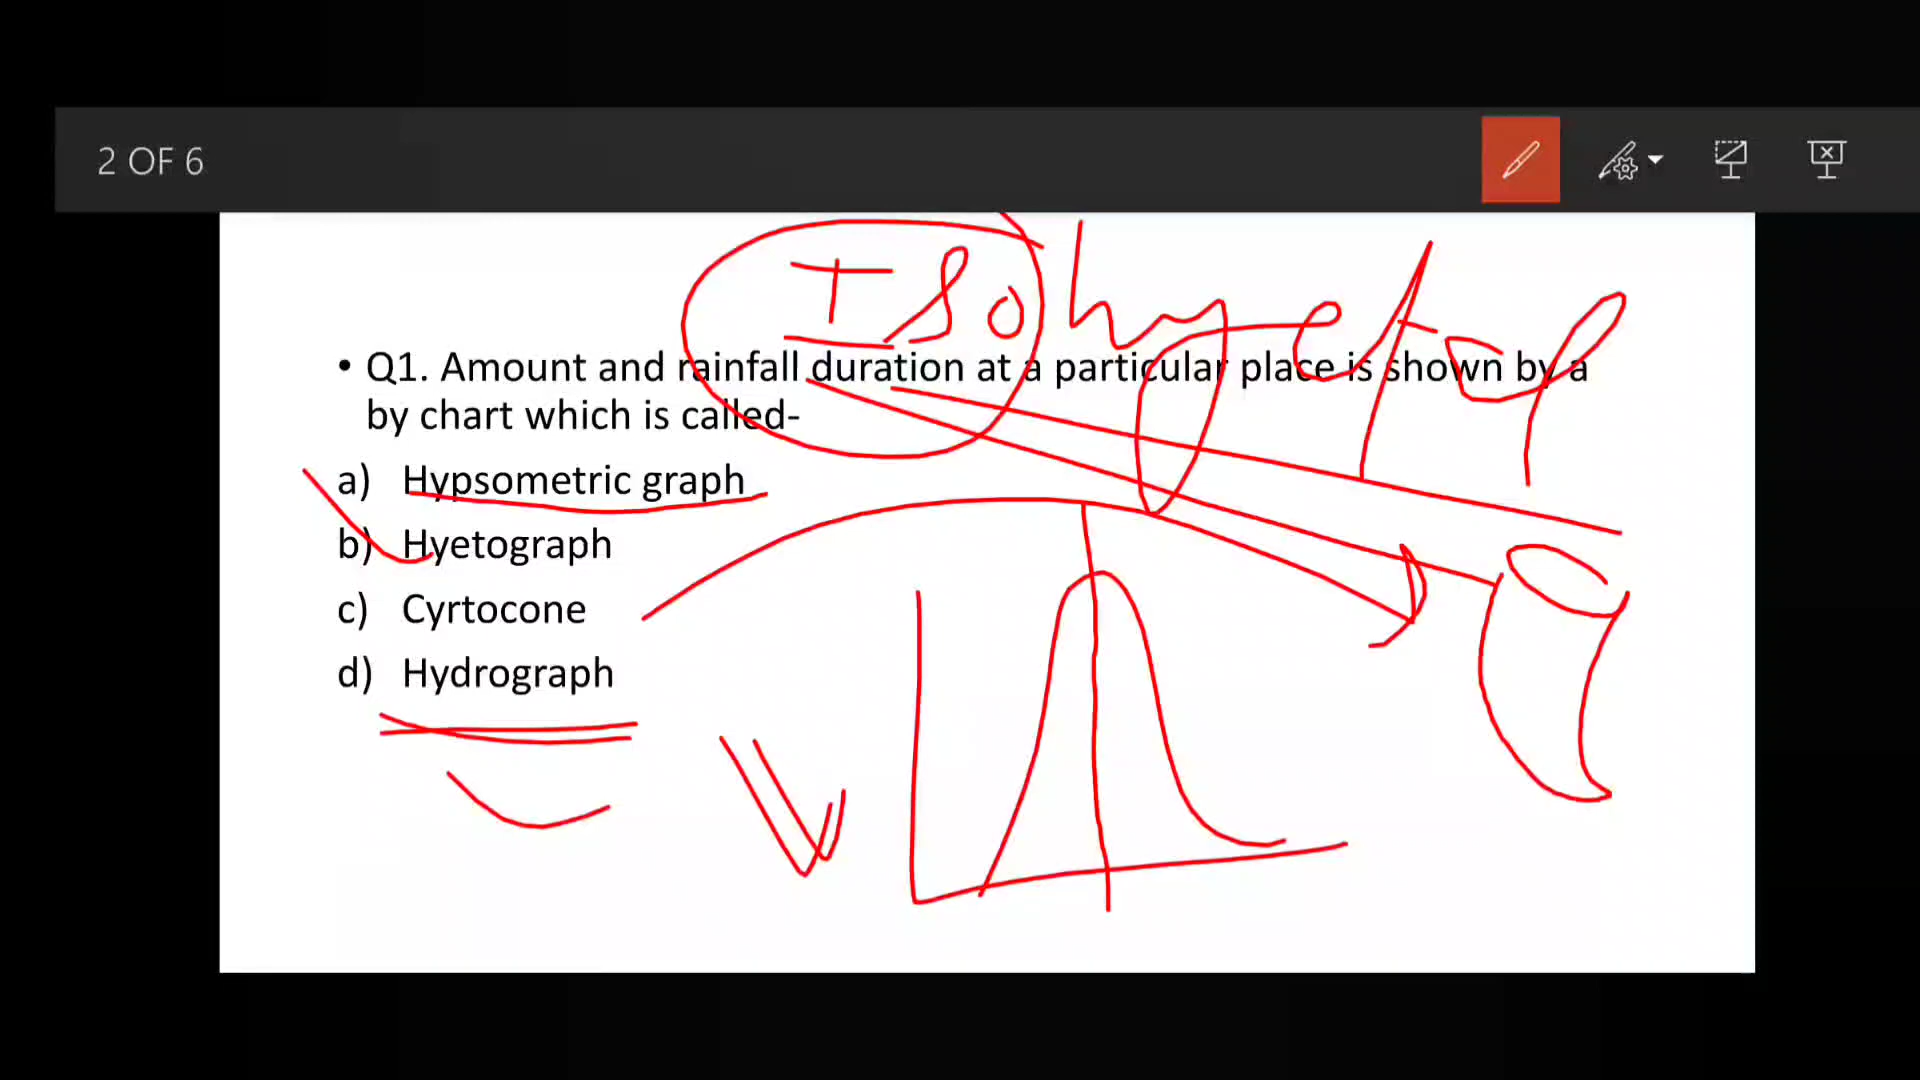 2 OF 6
Isohyetal
• Q1. Amount and rainfall duration at a particular place is shown by a
by chart which is called-
a) Hypsometric graph
b) Hyetograph
c) Cyrtocone
d) Hydrograph